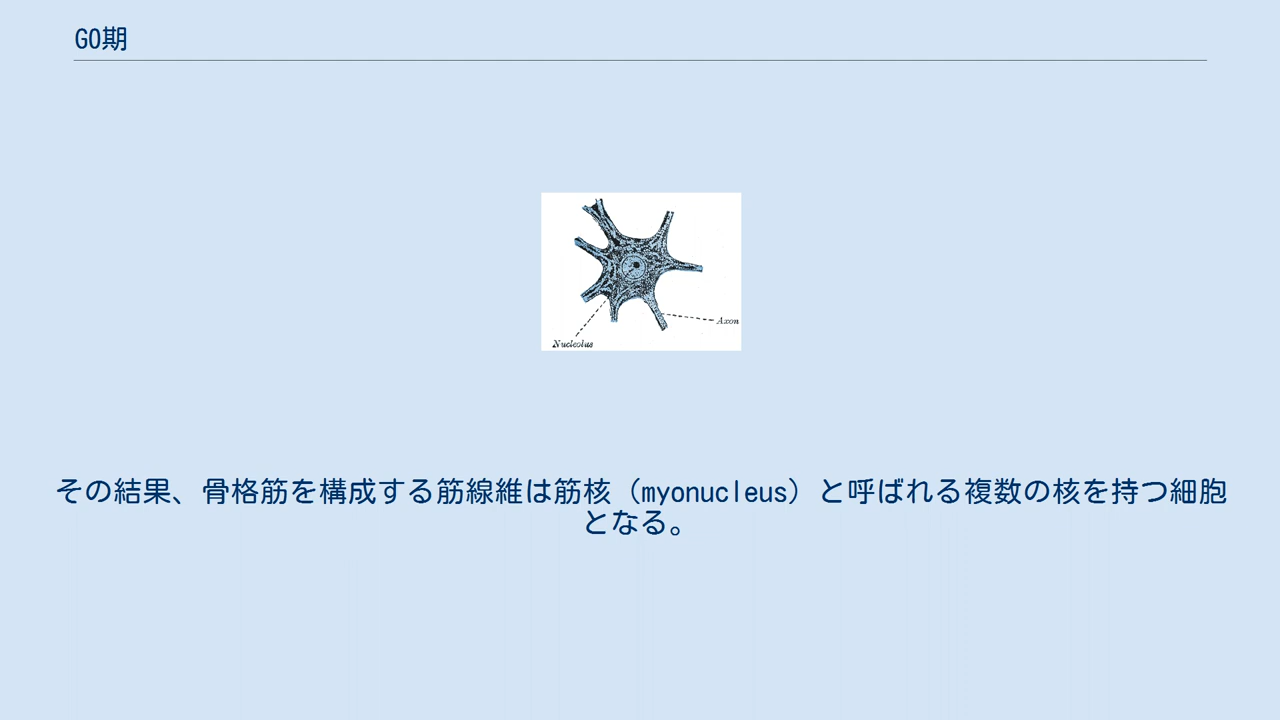 G0期
Axon
Nucleolus
その結果、骨格筋を構成する筋線維は筋核（myonucleus）と呼ばれる複数の核を持つ細胞
となる。